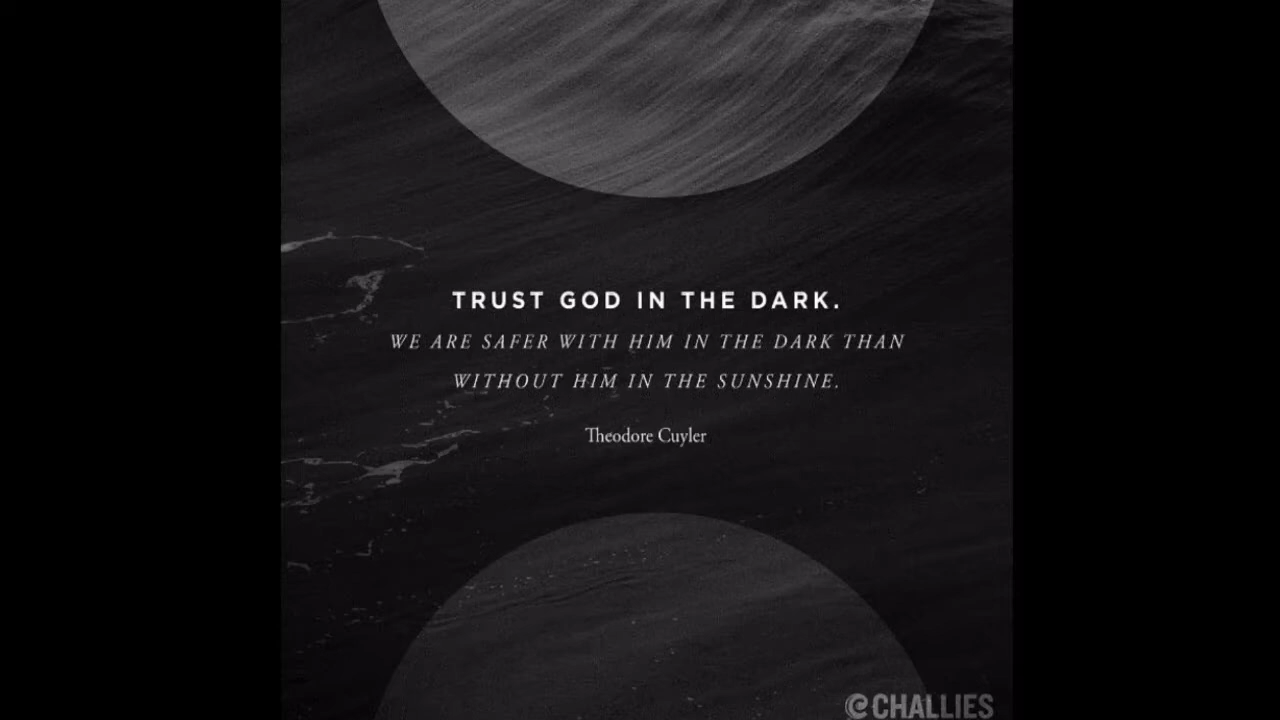 TRUST GOD IN THE DARK.
WE ARE SAFER WITH HIM IN THE DARK THAN
WITHOUT HIM IN THE SUNSHINE.
Theodore Cuyler
@CHALLIES